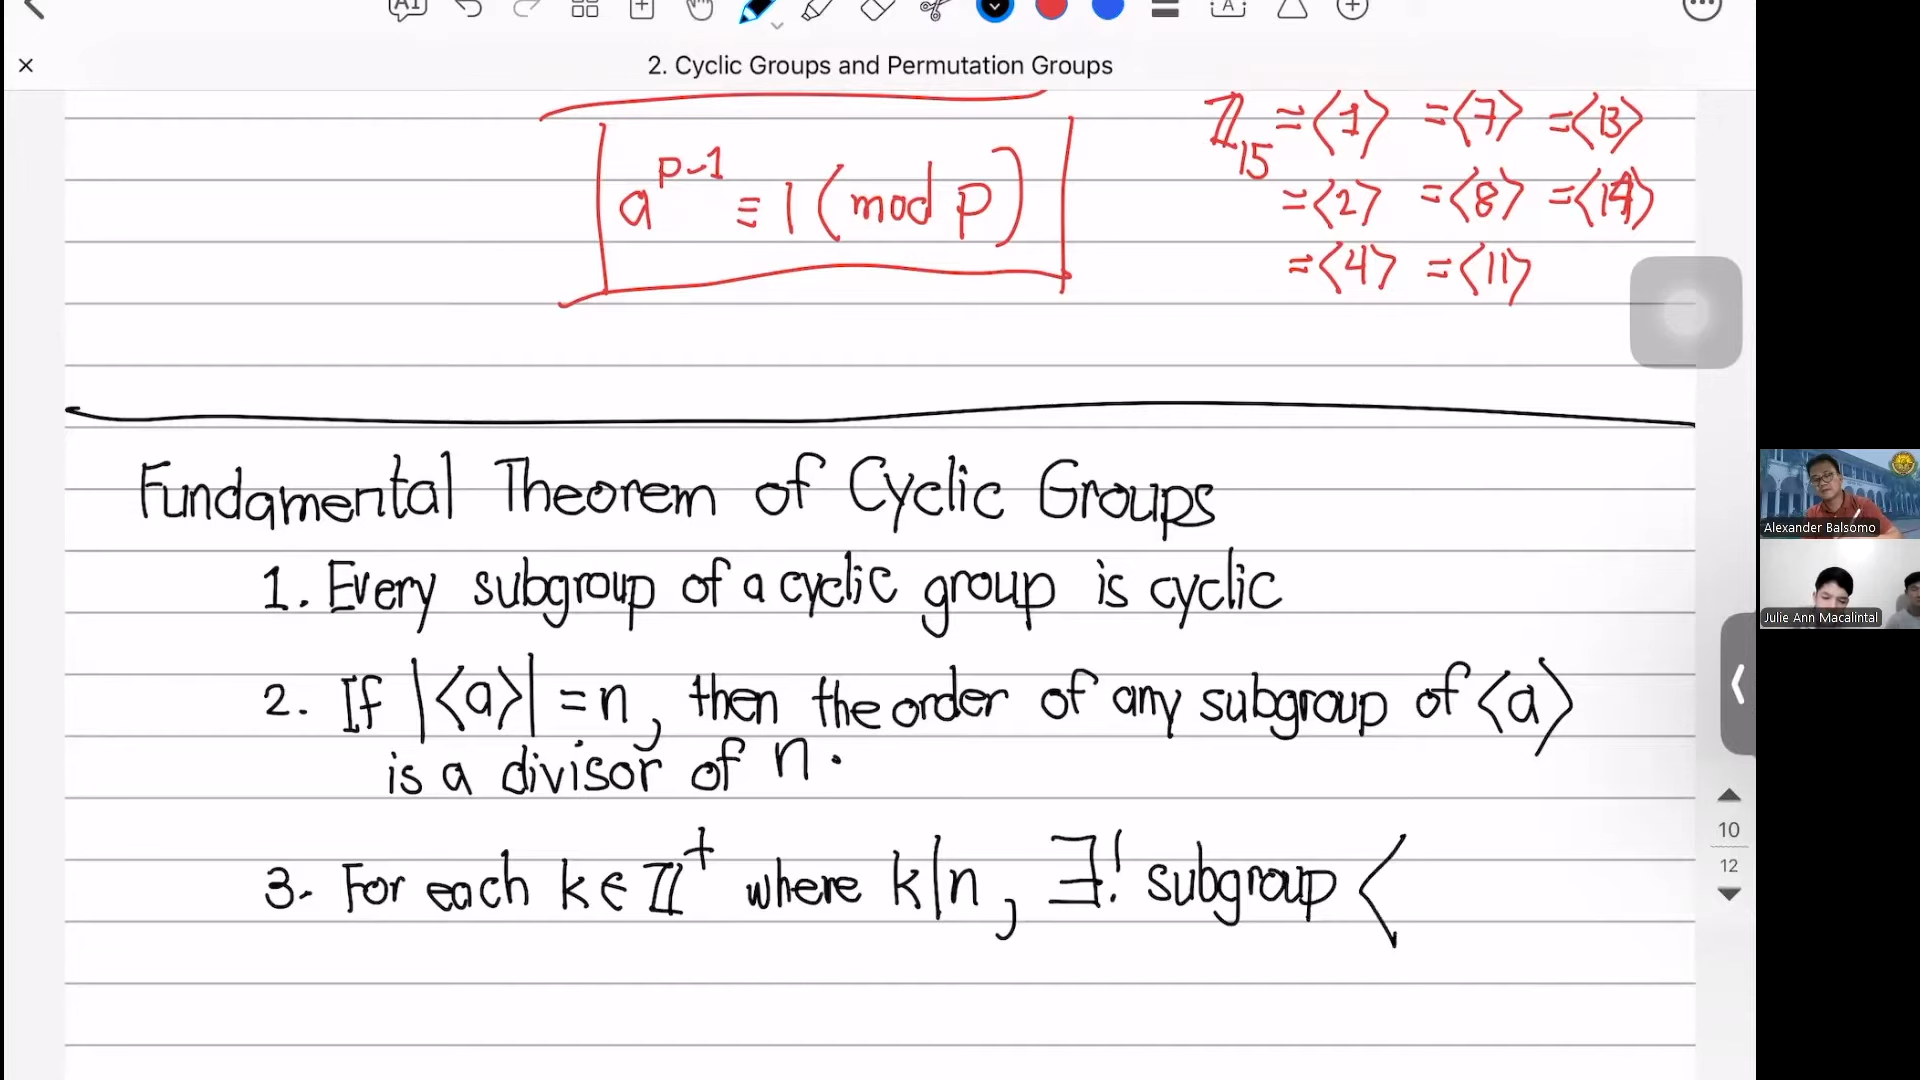 2. Cyclic Groups and Permutation Groups
a^{p-1} ≡ 1 (mod p)
ℤ_15 = ⟨1⟩ = ⟨7⟩ = ⟨13⟩
= ⟨2⟩ = ⟨8⟩ = ⟨14⟩
= ⟨4⟩ = ⟨11⟩
Fundamental Theorem of Cyclic Groups
1. Every subgroup of a cyclic group is cyclic
2. If |⟨a⟩| = n, then the order of any subgroup of ⟨a⟩
is a divisor of n.
3. For each k ∈ ℤ^+ where k|n, ∃! subgroup ⟨
10
12
Alexander Balsomo
Julie Ann Macalintal